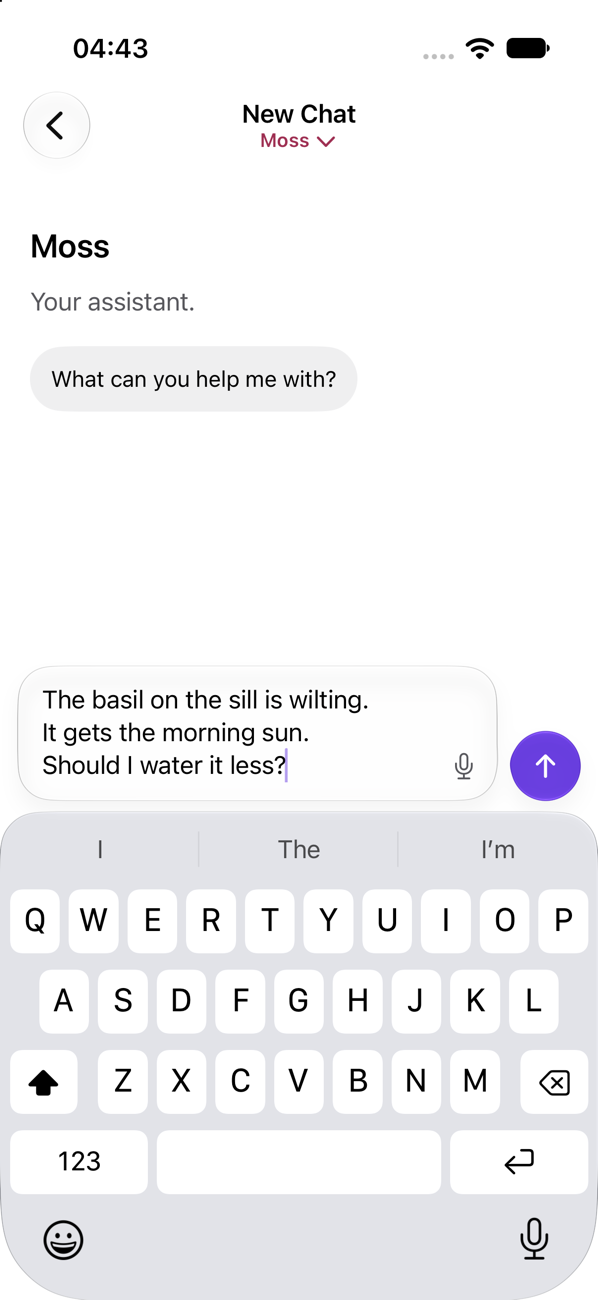 04:43
New Chat
Moss
Moss
Your assistant.
What can you help me with?
The basil on the sill is wilting.
It gets the morning sun.
Should I water it less?
I The I’m
Q W E R T Y U I O P
A S D F G H J K L
Z X C V B N M
123